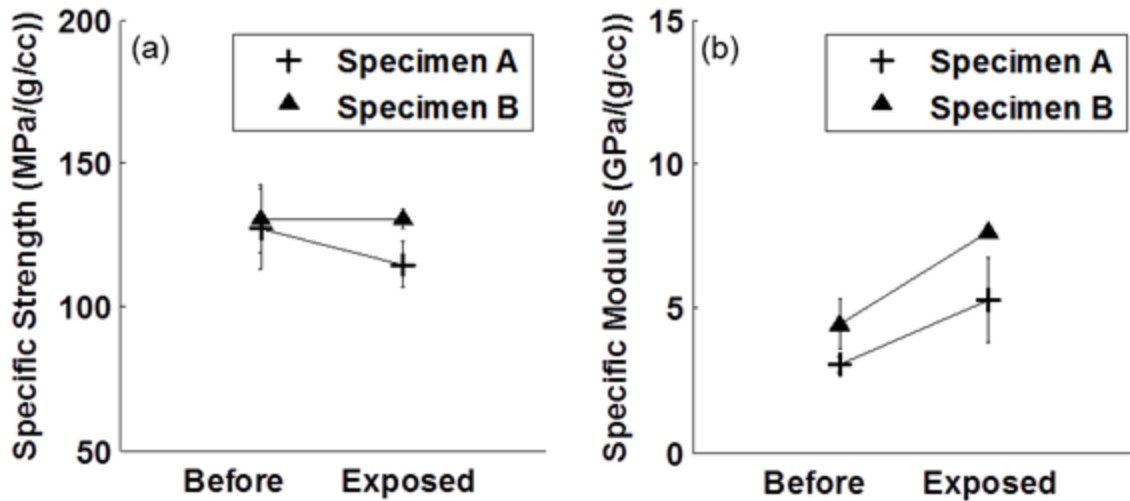 (a)
Specific Strength (MPa/(g/cc))
200
150
100
50
Specimen A
Specimen B
Before Exposed
(b)
Specific Modulus (GPa/(g/cc))
15
10
5
0
Specimen A
Specimen B
Before Exposed